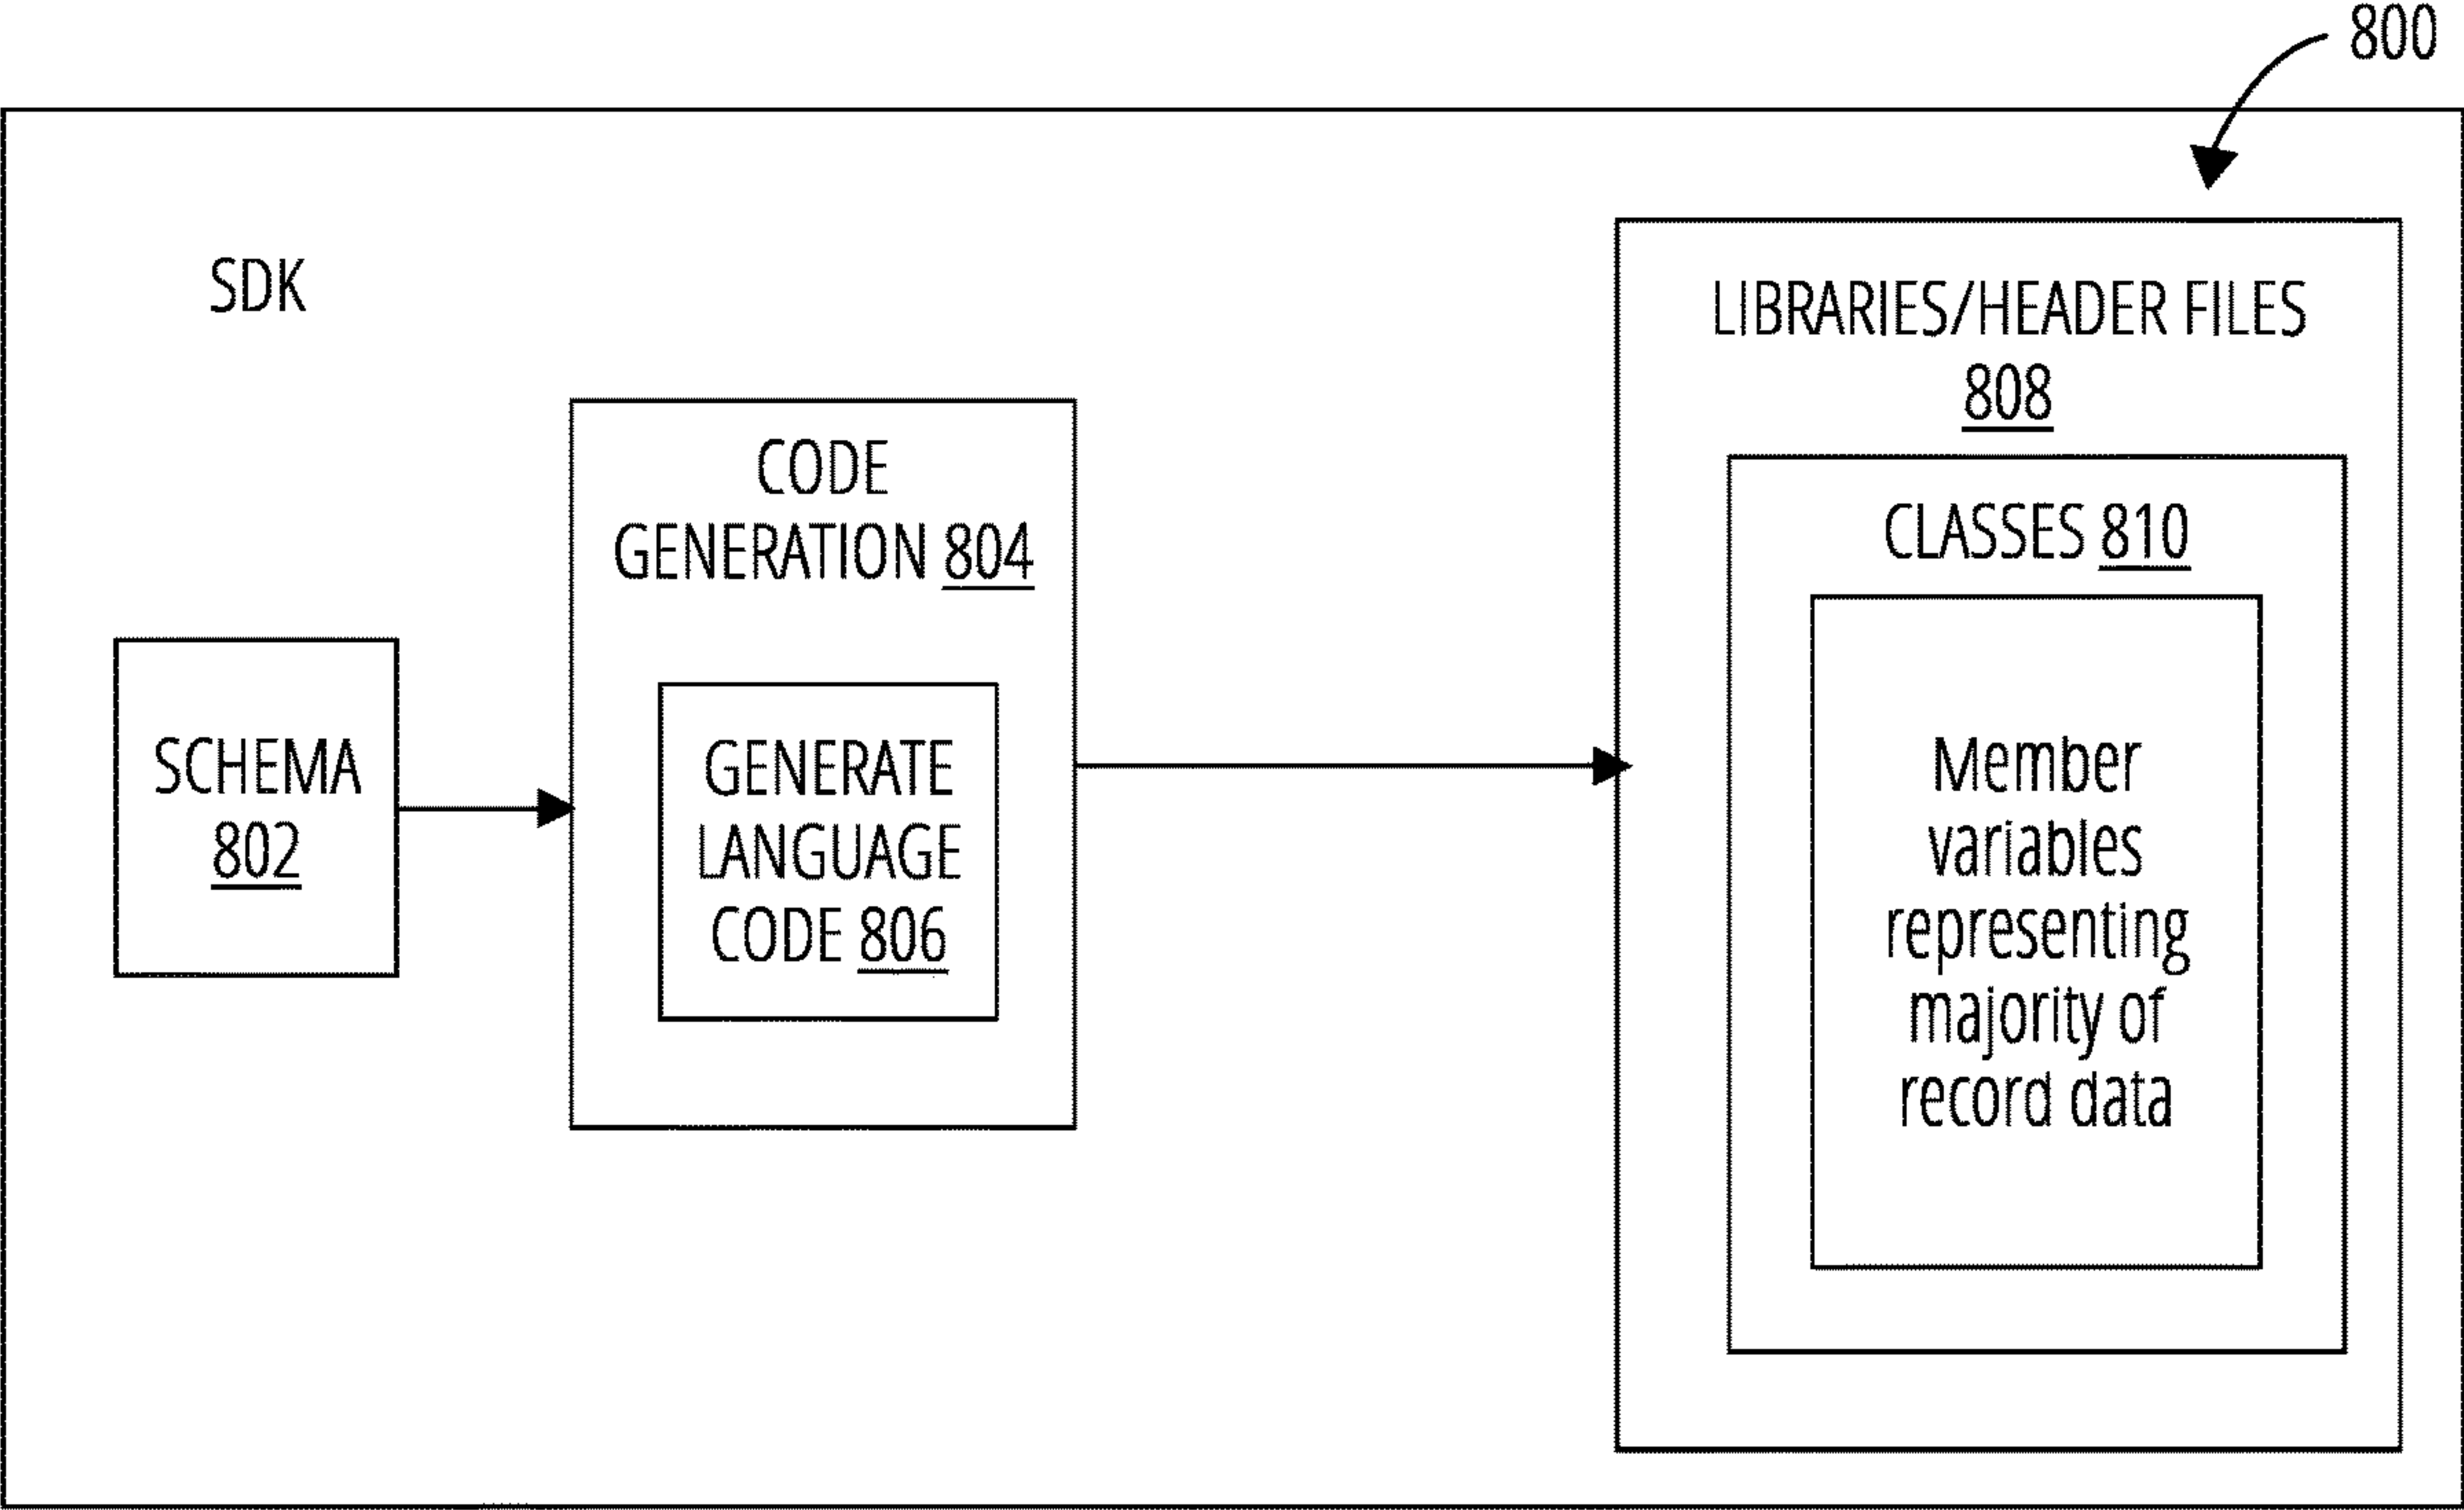 800
SDK
SCHEMA
802
CODE
GENERATION 804
GENERATE
LANGUAGE
CODE 806
LIBRARIES/HEADER FILES
808
CLASSES 810
Member
variables
representing
majority of
record data